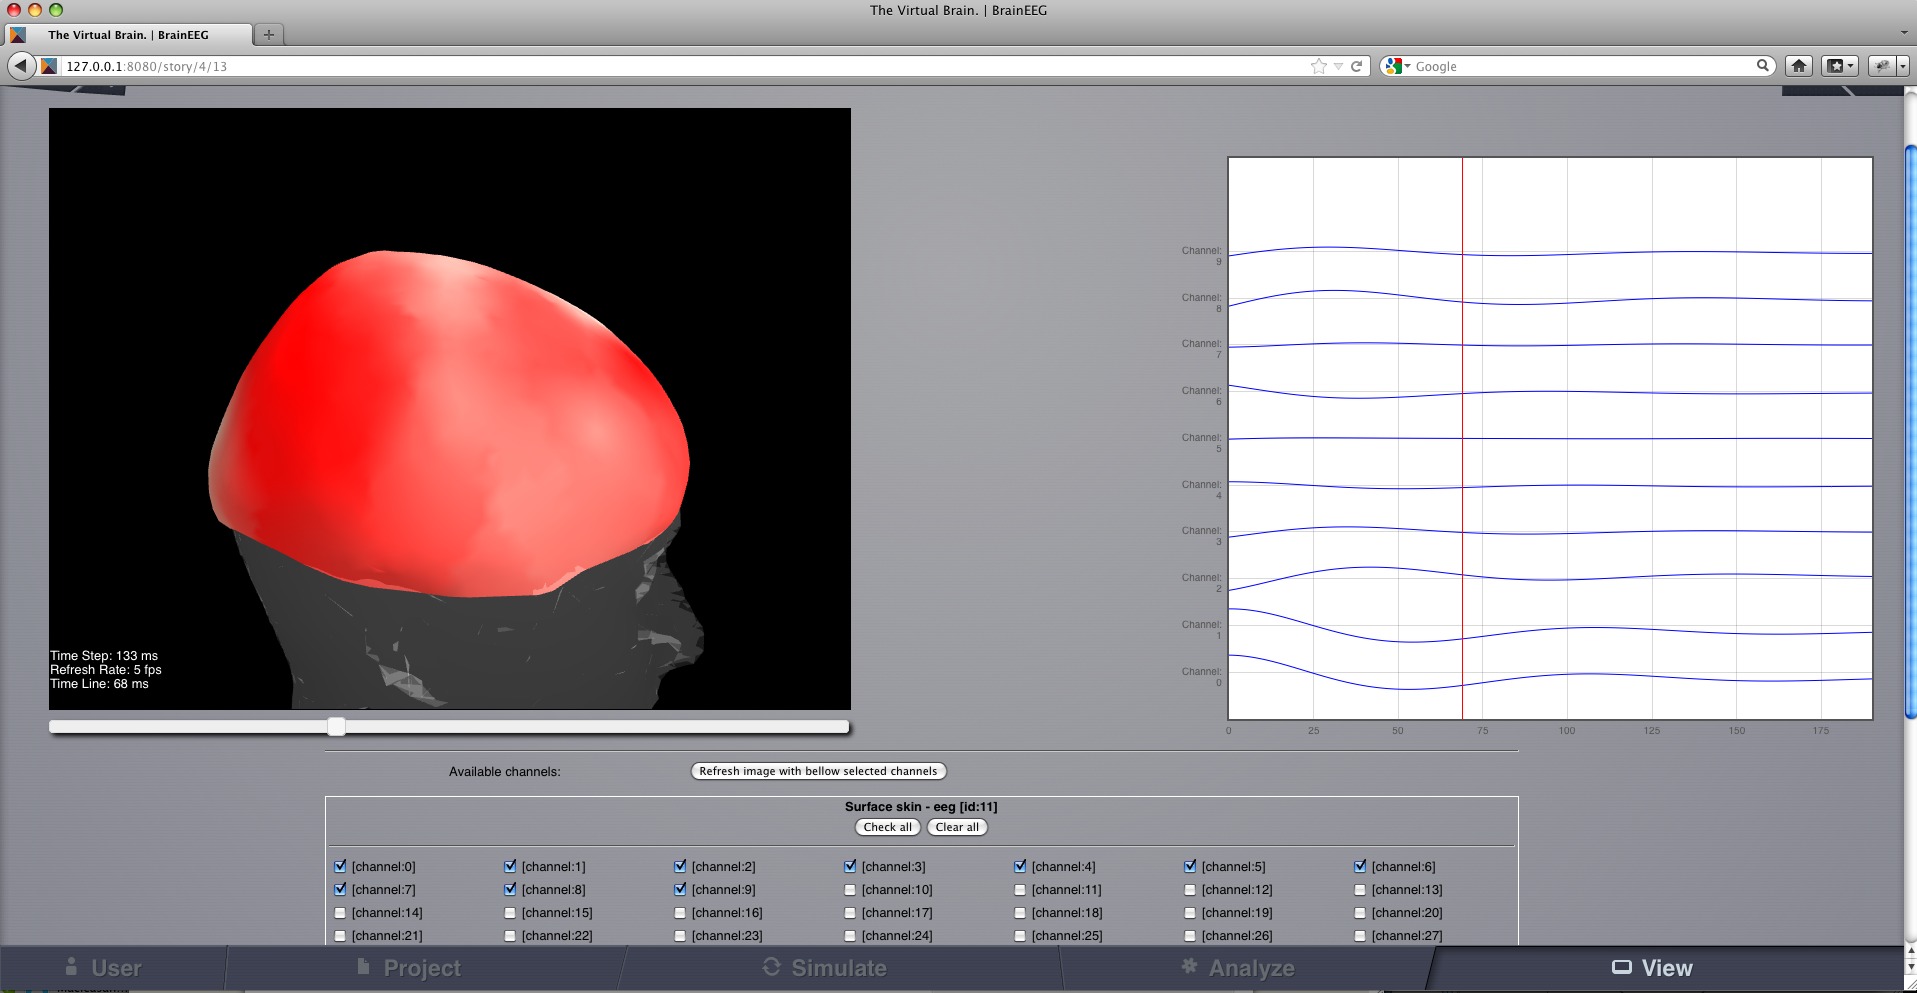 The Virtual Brain. | BrainEEG
The Virtual Brain. | BrainEEG
127.0.0.1:8080/story/4/13
Google
Time Step: 133 ms
Refresh Rate: 5 fps
Time Line: 68 ms
Channel:
9
Channel:
8
Channel:
7
Channel:
6
Channel:
5
Channel:
4
Channel:
3
Channel:
2
Channel:
1
Channel:
0
0 25 50 75 100 125 150 175
Available channels: Refresh image with bellow selected channels
Surface skin - eeg [id:11]
Check all Clear all
[channel:0] [channel:1] [channel:2] [channel:3] [channel:4] [channel:5] [channel:6]
[channel:7] [channel:8] [channel:9] [channel:10] [channel:11] [channel:12] [channel:13]
[channel:14] [channel:15] [channel:16] [channel:17] [channel:18] [channel:19] [channel:20]
[channel:21] [channel:22] [channel:23] [channel:24] [channel:25] [channel:26] [channel:27]
User Project Simulate Analyze View